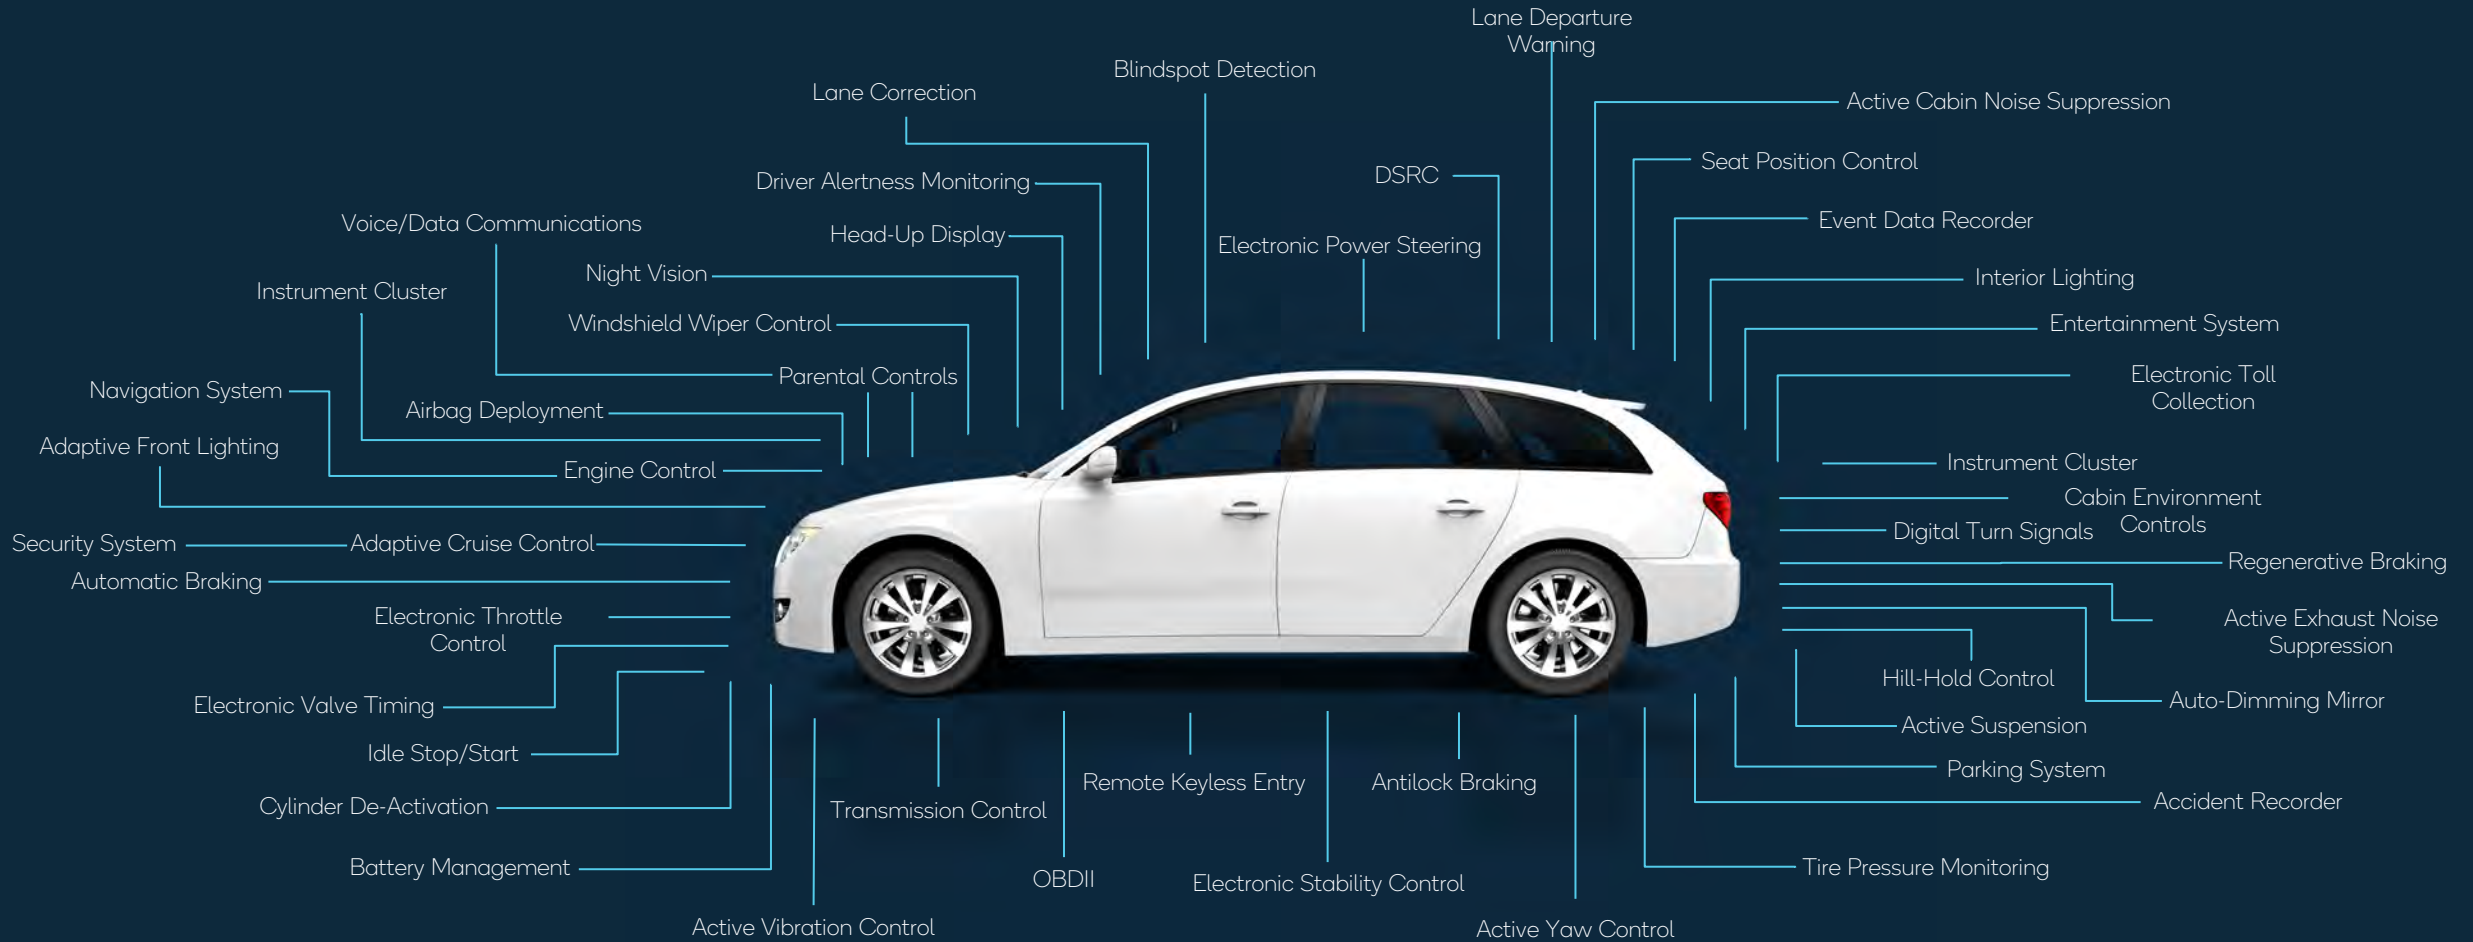 Lane Departure
Warning
Blindspot Detection
Lane Correction
Active Cabin Noise Suppression
Seat Position Control
DSRC
Driver Alertness Monitoring
Voice/Data Communications
Event Data Recorder
Head-Up Display
Electronic Power Steering
Night Vision
Interior Lighting
Instrument Cluster
Windshield Wiper Control
Entertainment System
Parental Controls
Electronic Toll
Collection
Navigation System
Airbag Deployment
Adaptive Front Lighting
Engine Control
Instrument Cluster
Cabin Environment
Controls
Digital Turn Signals
Security System
Adaptive Cruise Control
Regenerative Braking
Automatic Braking
Electronic Throttle
Control
Active Exhaust Noise
Suppression
Hill-Hold Control
Auto-Dimming Mirror
Electronic Valve Timing
Active Suspension
Idle Stop/Start
Parking System
Remote Keyless Entry
Antilock Braking
Accident Recorder
Cylinder De-Activation
Transmission Control
Battery Management
Tire Pressure Monitoring
OBDII
Electronic Stability Control
Active Vibration Control
Active Yaw Control